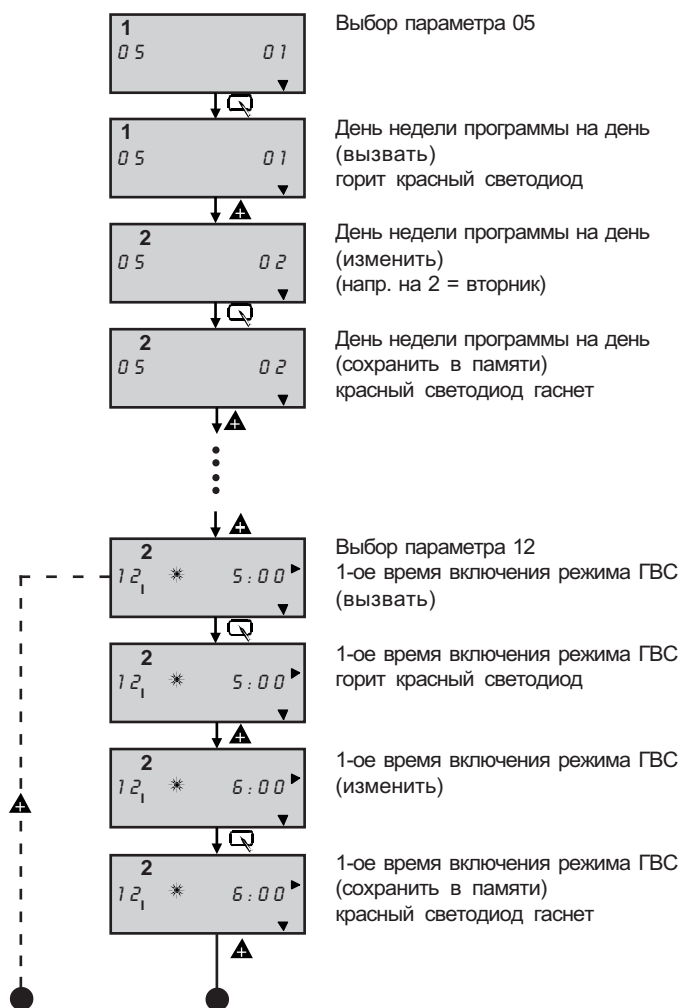 1
05 01
Выбор параметра 05
1
05 01
День недели программы на день
(вызвать)
горит красный светодиод
2
05 02
День недели программы на день
(изменить)
(напр. на 2 = вторник)
2
05 02
День недели программы на день
(сохранить в памяти)
красный светодиод гаснет
2
12 5:00
Выбор параметра 12
1-ое время включения режима ГВС
(вызвать)
2
12 5:00
1-ое время включения режима ГВС
горит красный светодиод
2
12 6:00
1-ое время включения режима ГВС
(изменить)
2
12 6:00
1-ое время включения режима ГВС
(сохранить в памяти)
красный светодиод гаснет